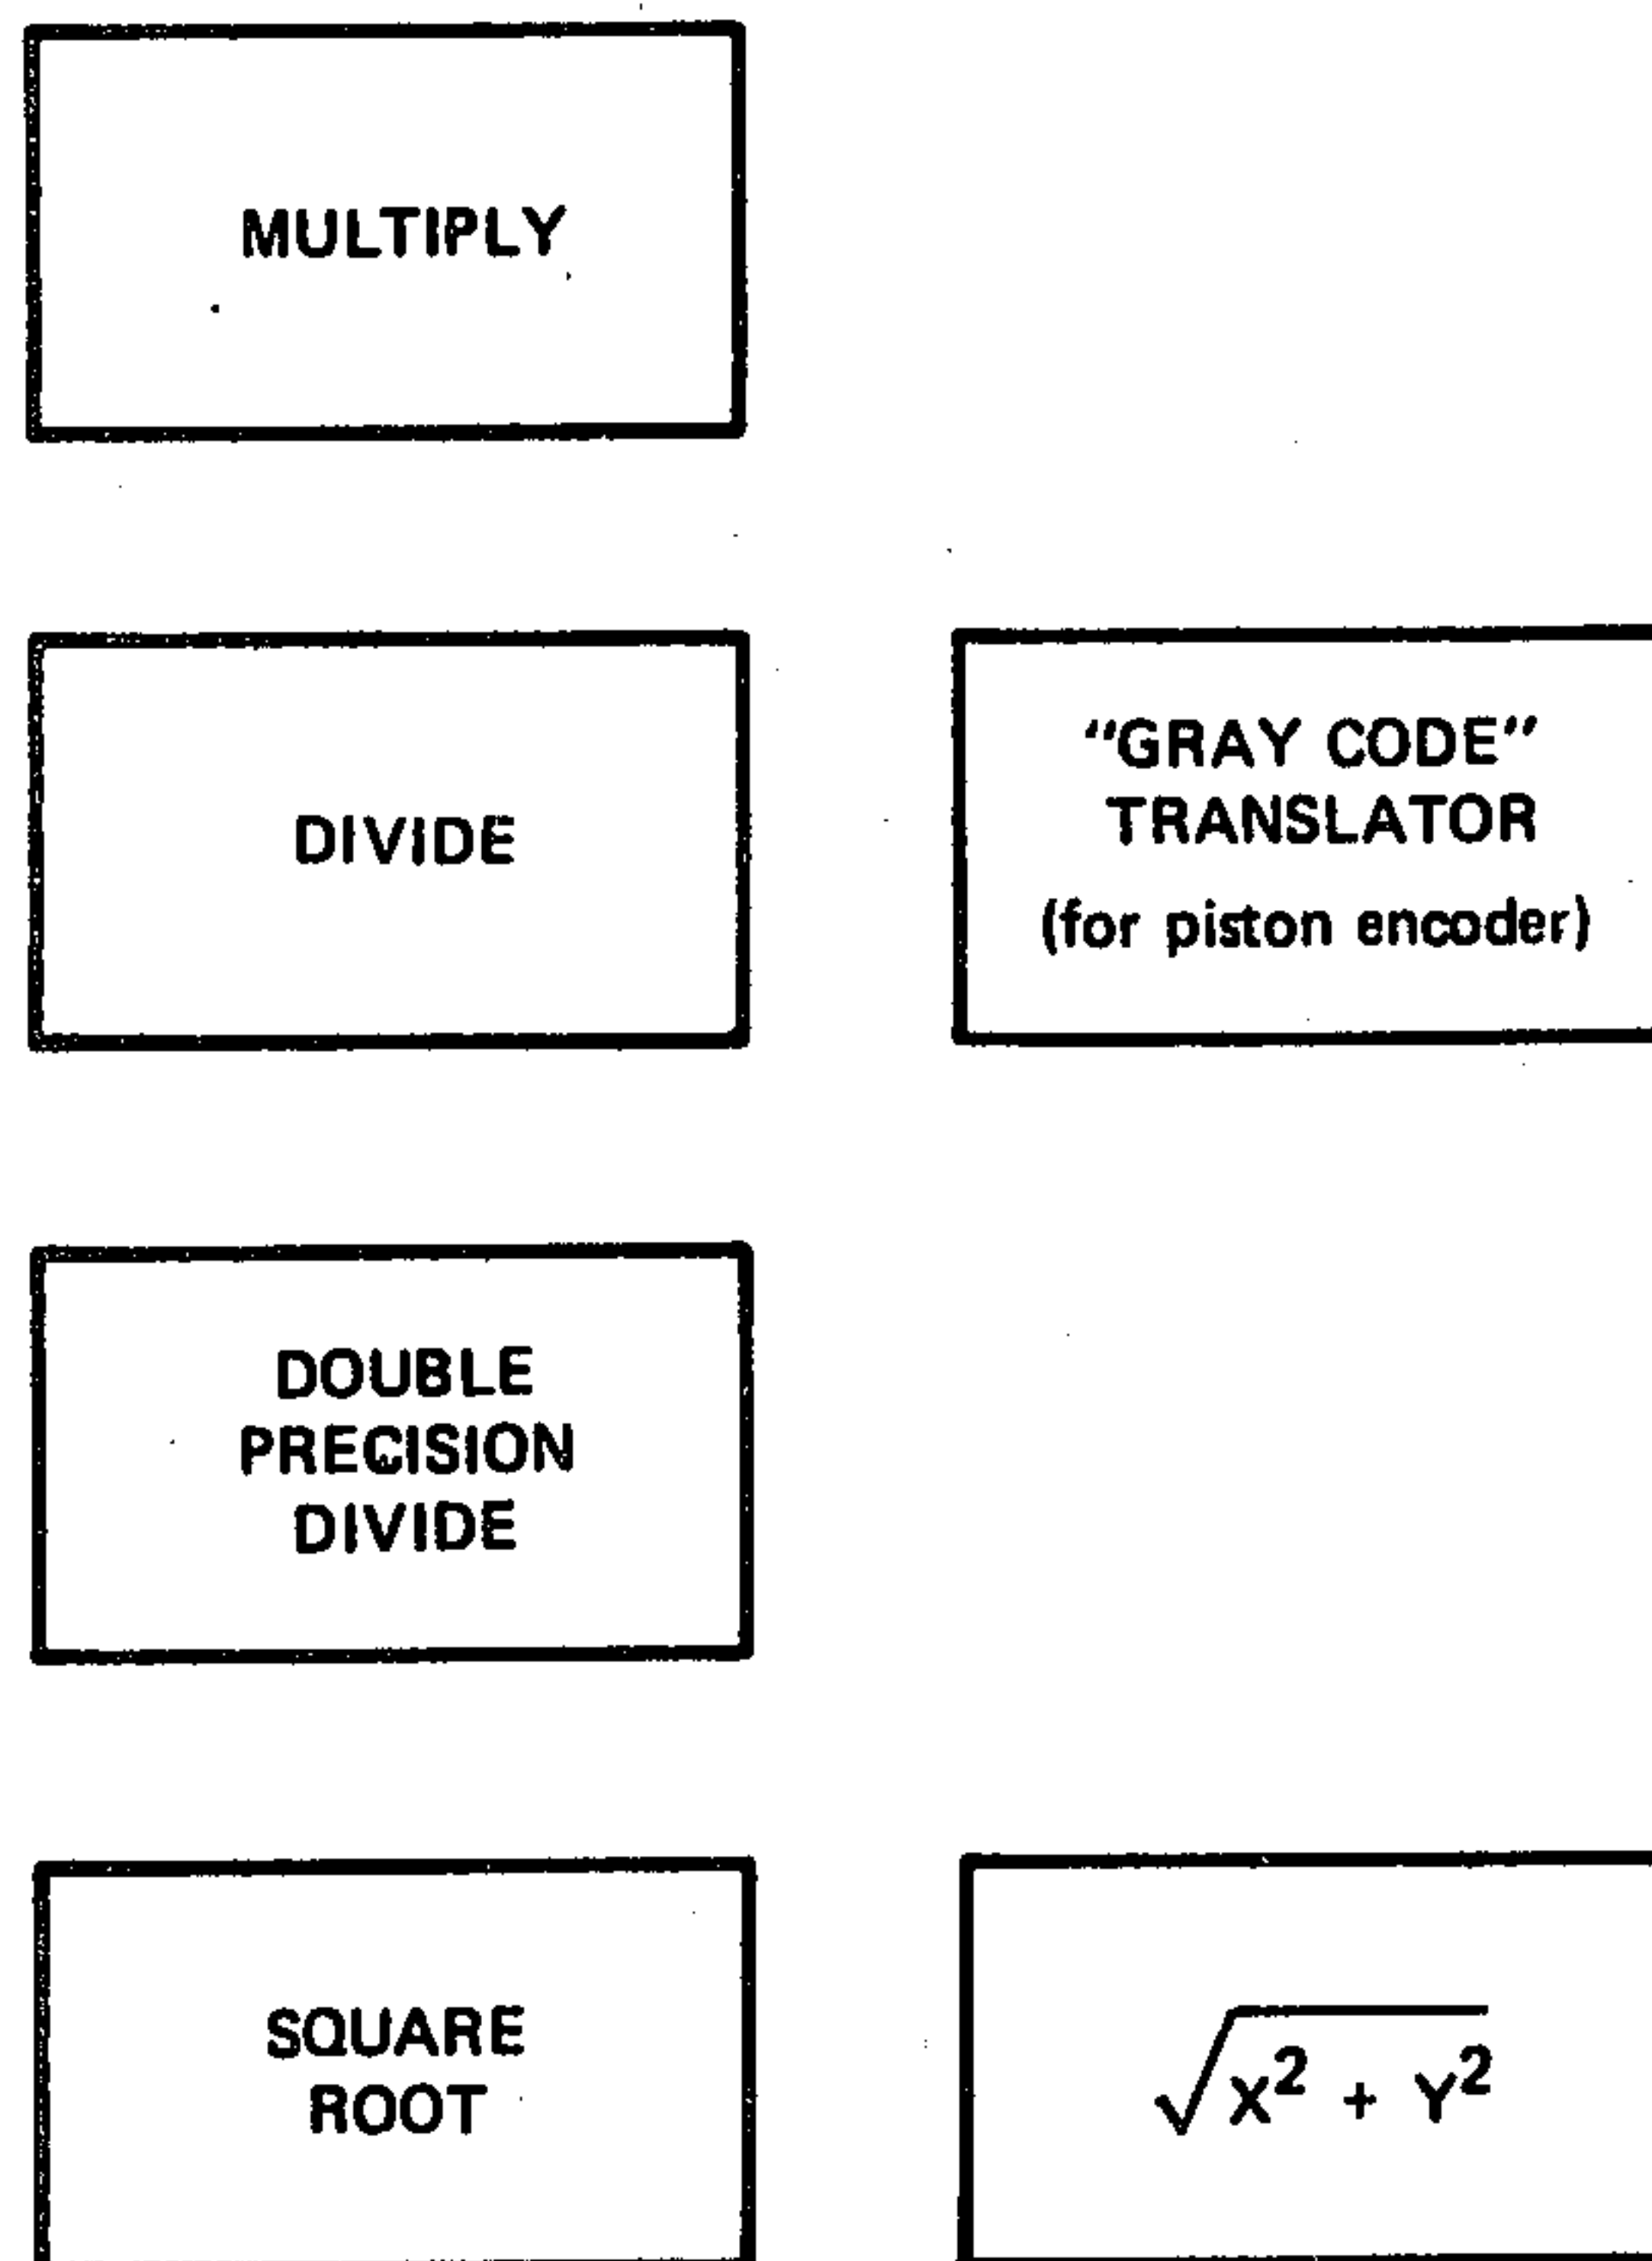 MULTIPLY
DIVIDE
"GRAY CODE"
TRANSLATOR
(for piston encoder)
DOUBLE
PRECISION
DIVIDE
SQUARE
ROOT
√X² + Y²